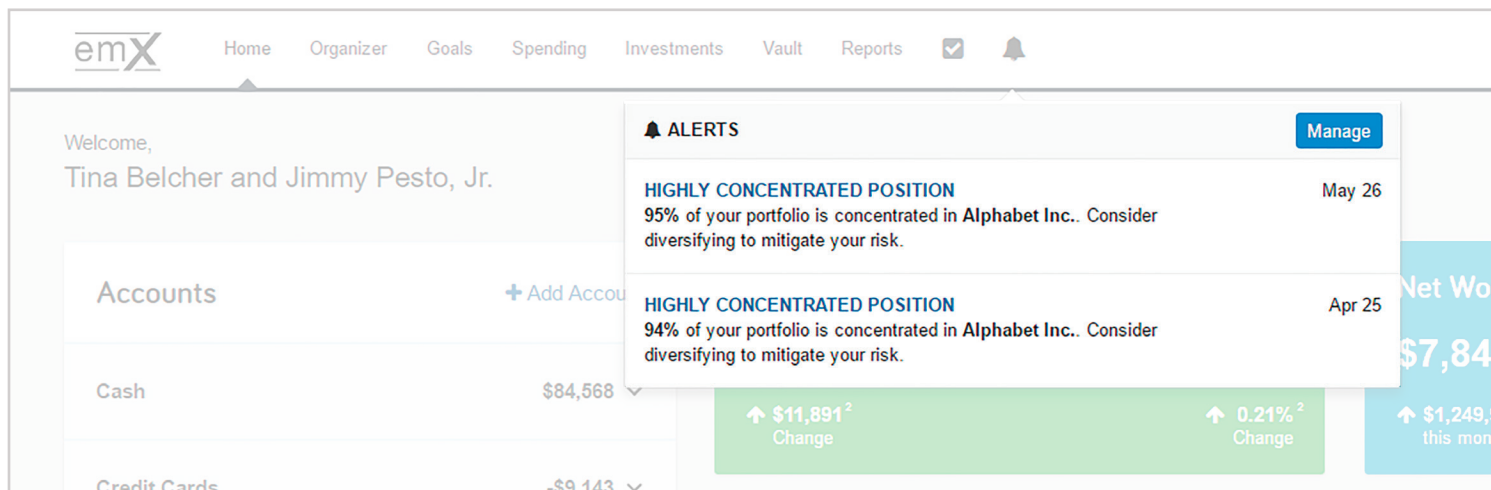 emX
Home Organizer Goals Spending Investments Vault Reports
Welcome,
Tina Belcher and Jimmy Pesto, Jr.
ALERTS
Manage
HIGHLY CONCENTRATED POSITION May 26
95% of your portfolio is concentrated in Alphabet Inc.. Consider
diversifying to mitigate your risk.
HIGHLY CONCENTRATED POSITION Apr 25
94% of your portfolio is concentrated in Alphabet Inc.. Consider
diversifying to mitigate your risk.
Accounts
+ Add Accou
Cash $84,568
Credit Cards -$9,143
$11,891 2
Change
0.21% 2
Change
Net Wo
$7,84
$1,249,
this mon